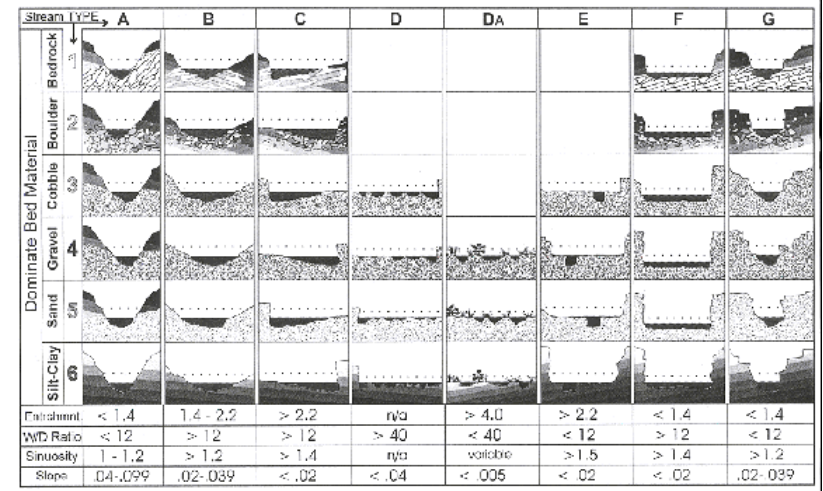 Stream TYPE A B C D DA E F G
Dominate Bed Material
Bedrock 1
Boulder 2
Cobble 3
Gravel 4
Sand 5
Silt-Clay 6
Entrchmnt. < 1.4 1.4 - 2.2 > 2.2 n/a > 4.0 > 2.2 < 1.4 < 1.4
W/D Ratio < 12 > 12 > 12 > 40 < 40 < 12 > 12 < 12
Sinuosity 1 - 1.2 > 1.2 > 1.4 n/a variable >1.5 > 1.4 >1.2
Slope .04-.099 .02-.039 < .02 < .04 < .005 < .02 < .02 .02-.039